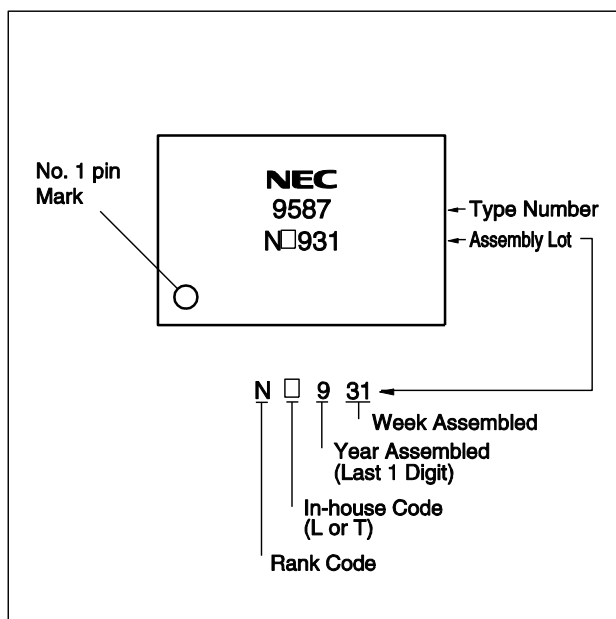 No. 1 pin
Mark
NEC
9587
N□931
Type Number
Assembly Lot
N □ 9 31
Week Assembled
Year Assembled
(Last 1 Digit)
In-house Code
(L or T)
Rank Code